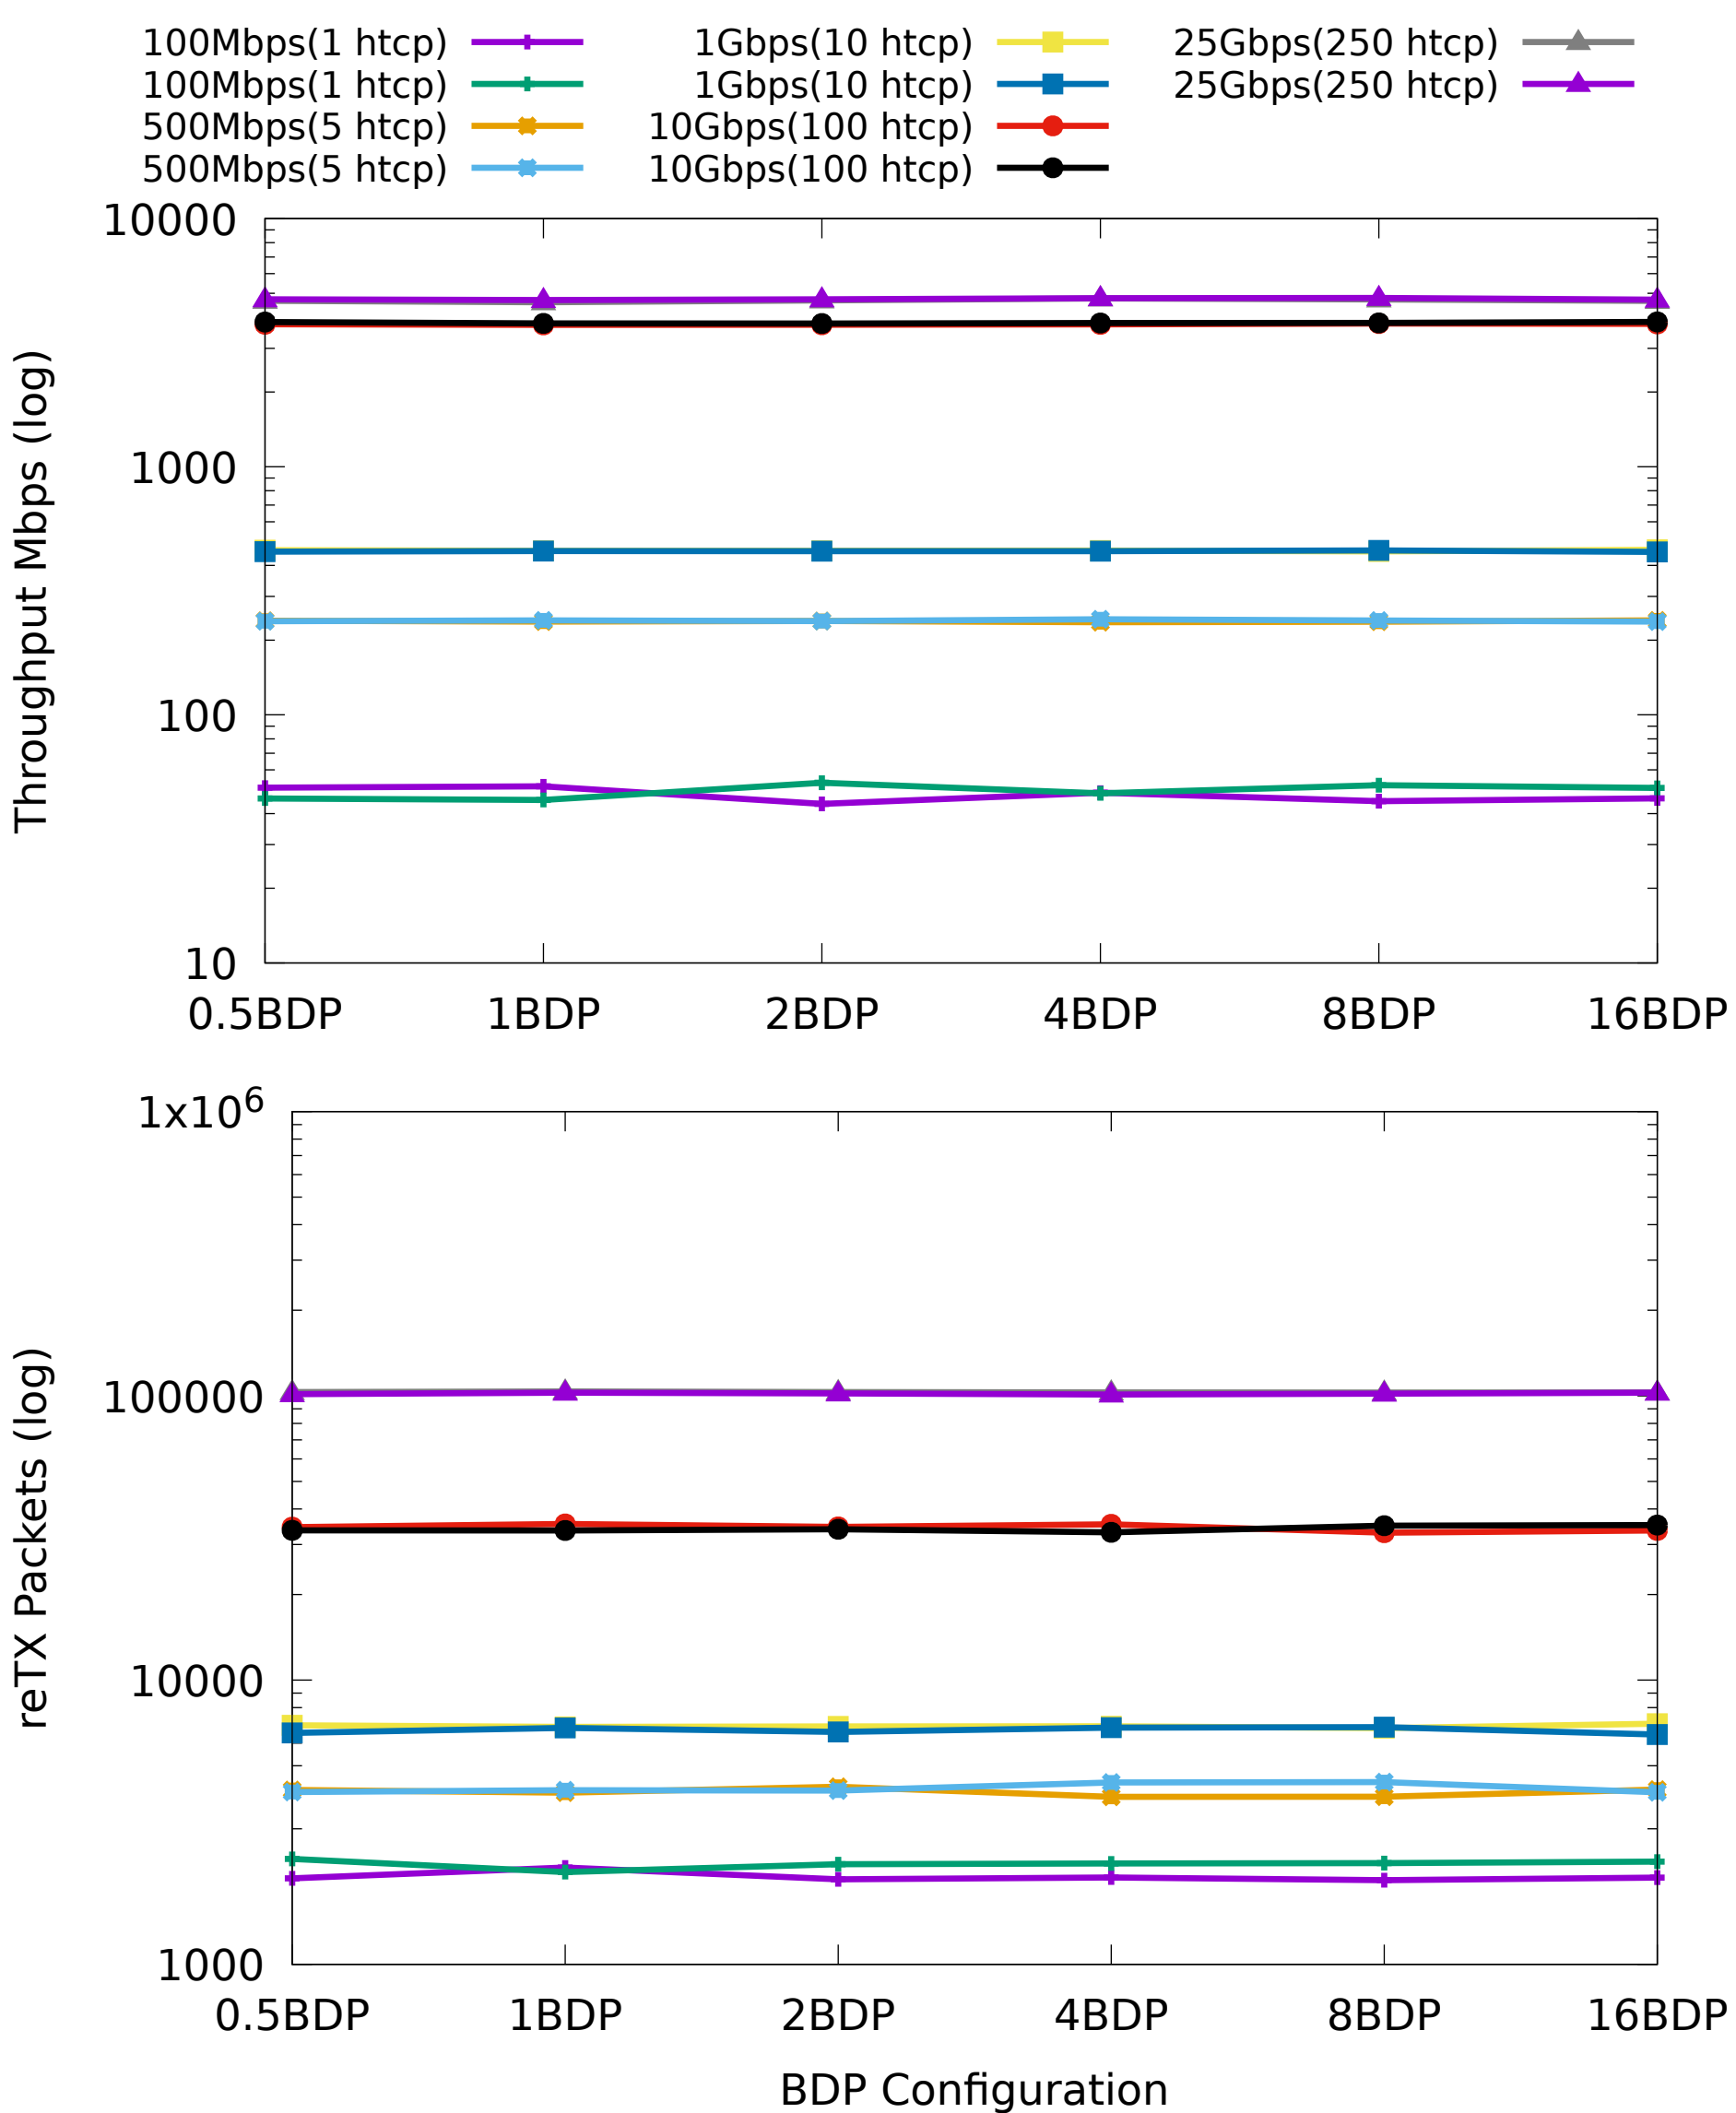 100Mbps(1 htcp)
100Mbps(1 htcp)
500Mbps(5 htcp)
500Mbps(5 htcp)
1Gbps(10 htcp)
1Gbps(10 htcp)
10Gbps(100 htcp)
10Gbps(100 htcp)
25Gbps(250 htcp)
25Gbps(250 htcp)
Throughput Mbps (log)
10000
1000
100
10
0.5BDP 1BDP 2BDP 4BDP 8BDP 16BDP
reTX Packets (log)
1x10⁶
100000
10000
1000
0.5BDP 1BDP 2BDP 4BDP 8BDP 16BDP
BDP Configuration